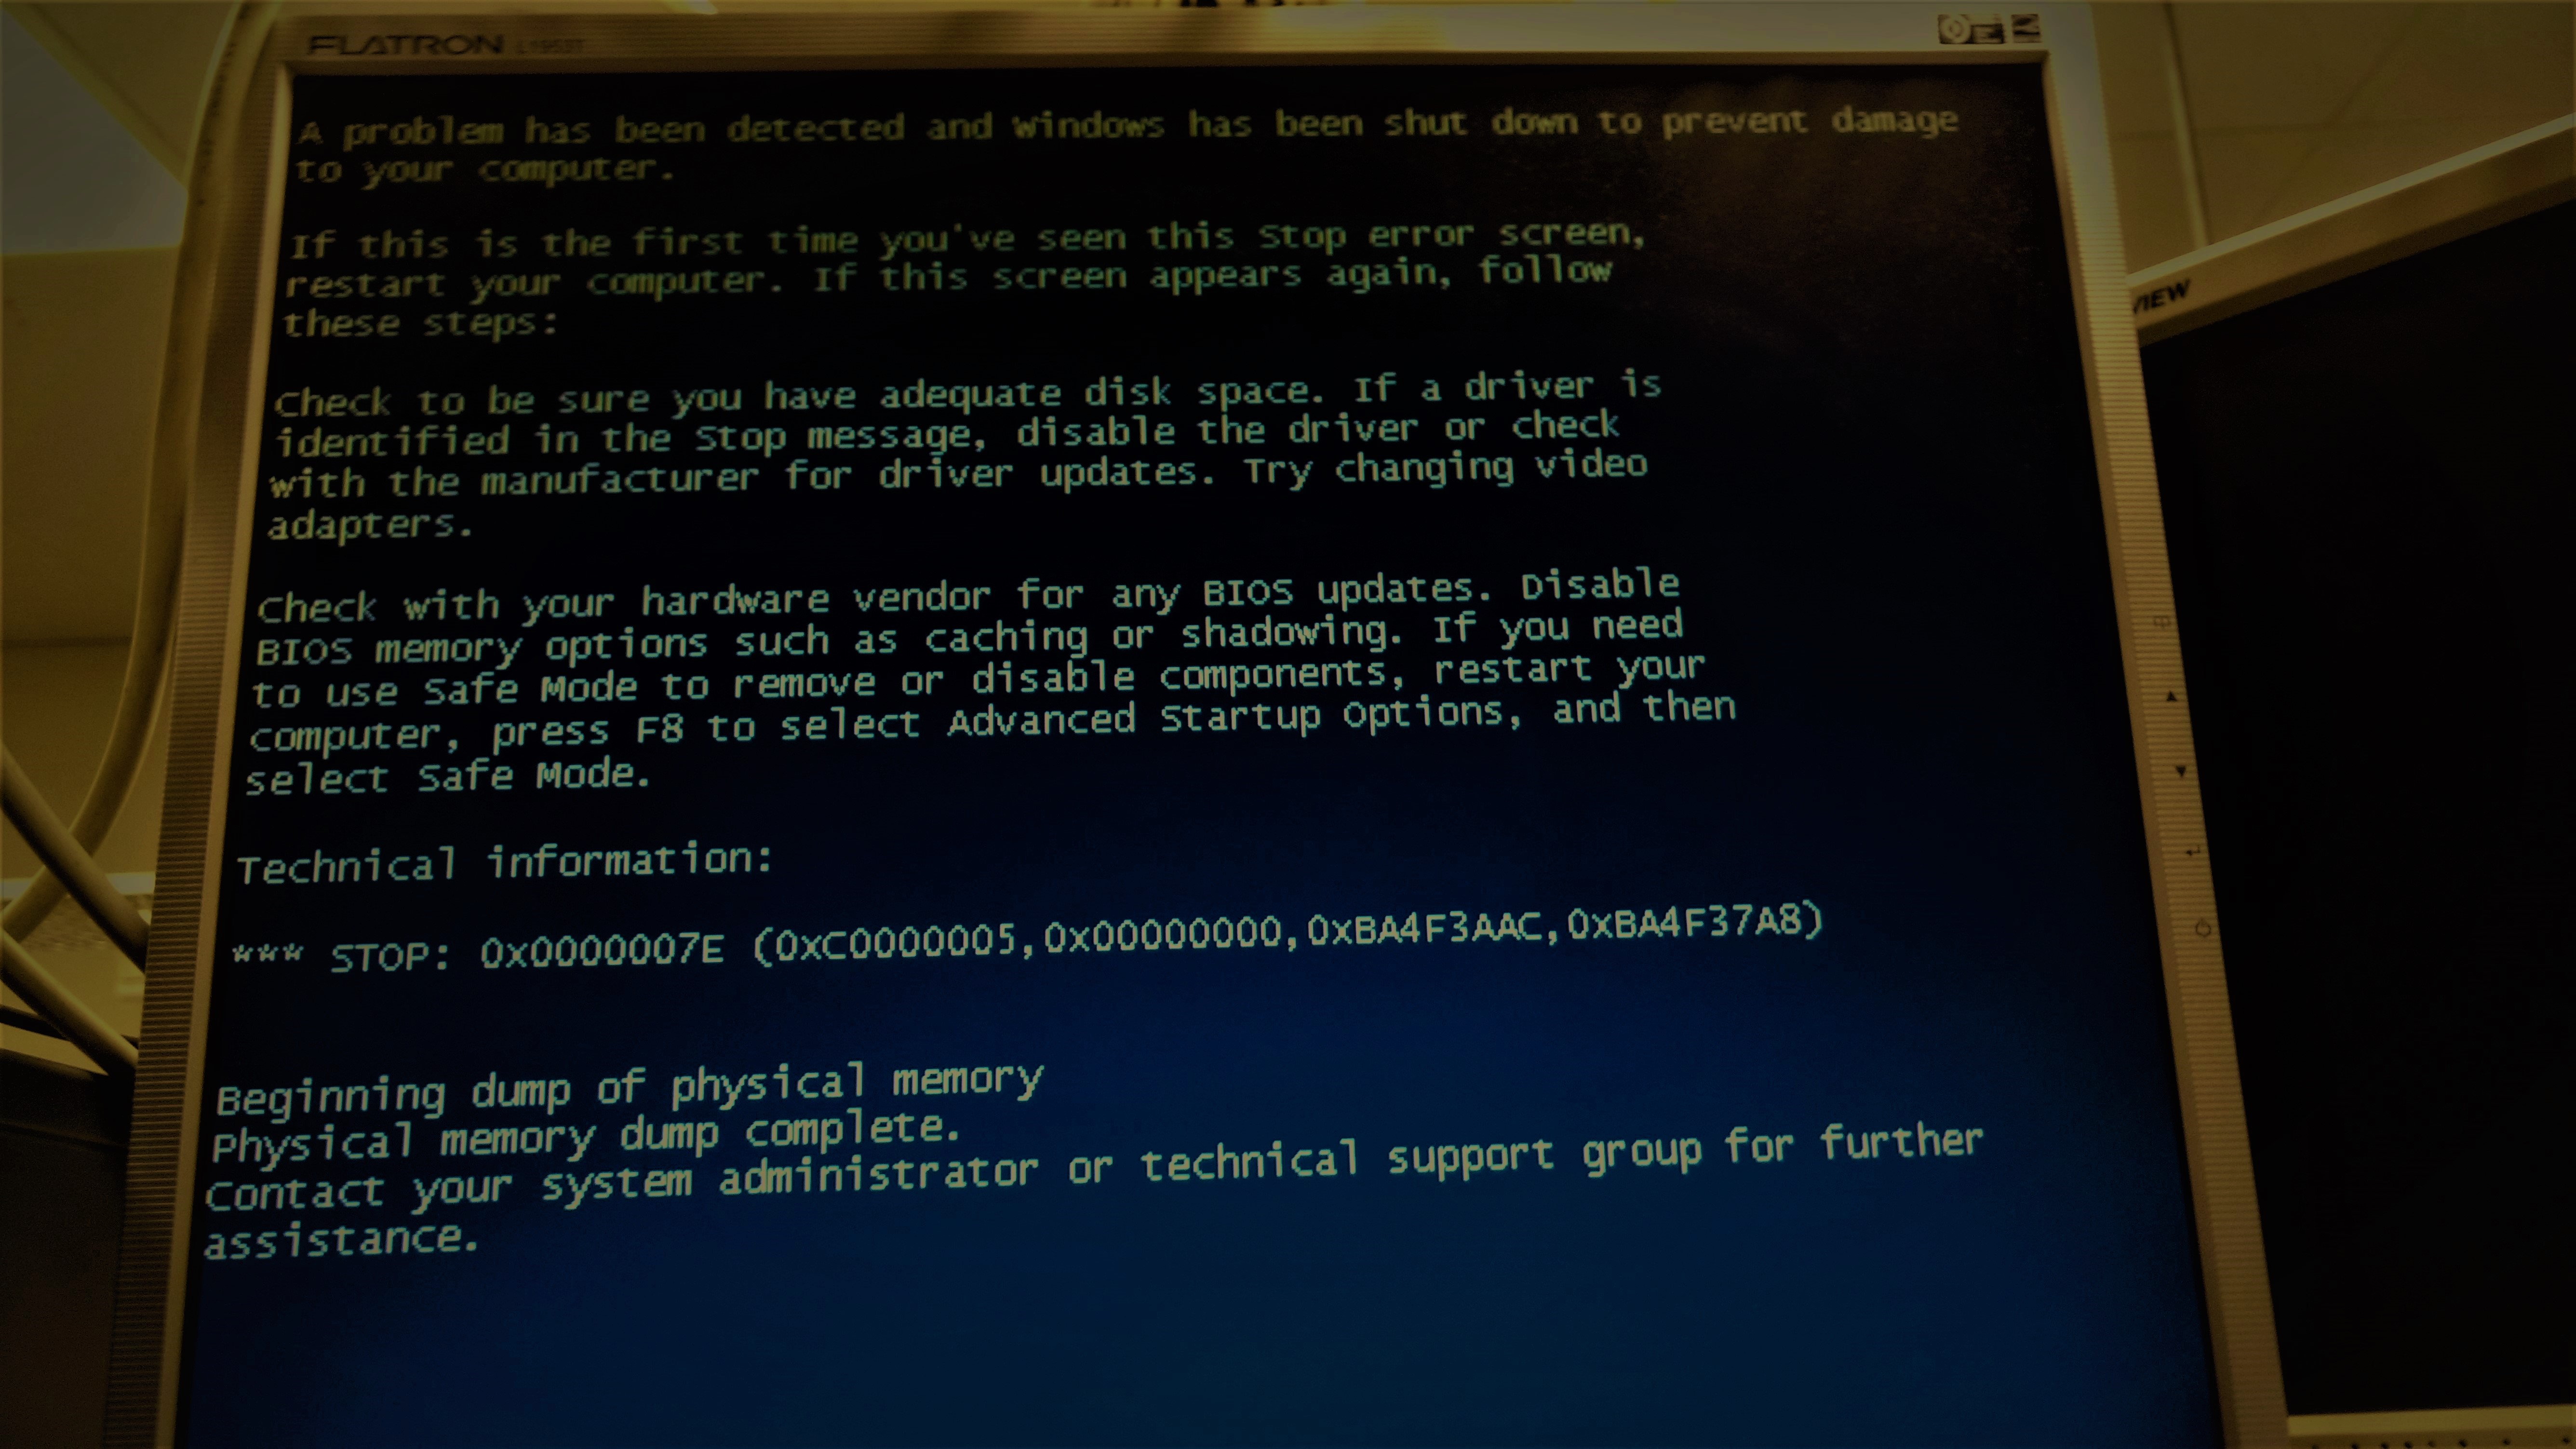 FLATRON
A problem has been detected and windows has been shut down to prevent damage
to your computer.
If this is the first time you've seen this Stop error screen,
restart your computer. If this screen appears again, follow
these steps:
Check to be sure you have adequate disk space. If a driver is
identified in the Stop message, disable the driver or check
with the manufacturer for driver updates. Try changing video
adapters.
Check with your hardware vendor for any BIOS updates. Disable
BIOS memory options such as caching or shadowing. If you need
to use Safe Mode to remove or disable components, restart your
computer, press F8 to select Advanced Startup Options, and then
select Safe Mode.
Technical information:
*** STOP: 0x0000007E (0xC0000005,0x00000000,0xBA4F3AAC,0xBA4F37A8)
Beginning dump of physical memory
Physical memory dump complete.
Contact your system administrator or technical support group for further
assistance.
VIEW